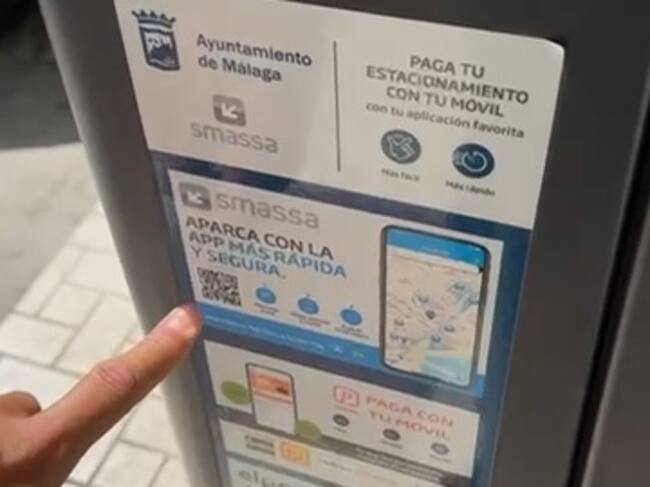 Ayuntamiento
de Málaga
smassa
PAGA TU
ESTACIONAMIENTO
CON TU MÓVIL
con tu aplicación favorita
Más fácil
Más rápido
smassa
APARCA CON LA
APP MÁS RÁPIDA
Y SEGURA.
PAGA CON
TU MÓVIL